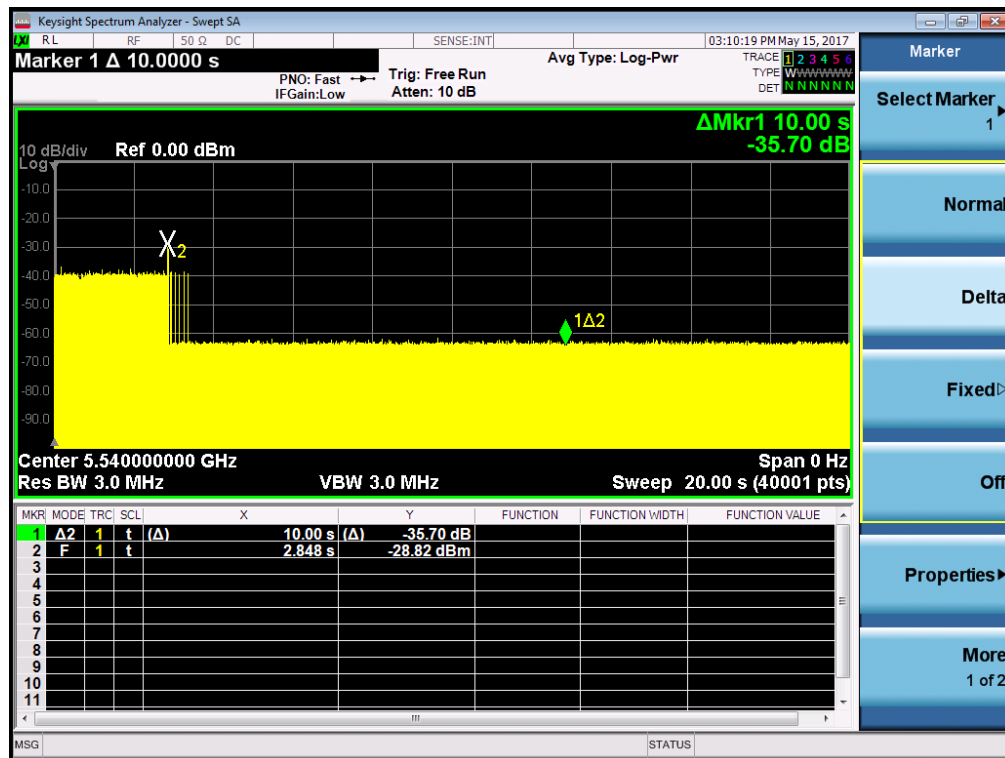 Keysight Spectrum Analyzer - Swept SA
LXI RL RF 50 Ω DC SENSE:INT 03:10:19 PM May 15, 2017
Marker 1 Δ 10.0000 s
PNO: Fast
IFGain:Low
Trig: Free Run
Atten: 10 dB
Avg Type: Log-Pwr
TRACE 1 2 3 4 5 6
TYPE WWWWWW
DET N N N N N N
ΔMkr1 10.00 s
-35.70 dB
10 dB/div Ref 0.00 dBm
Log
-10.0
-20.0
-30.0
-40.0
-50.0
-60.0
-70.0
-80.0
-90.0
2
1Δ2
Center 5.540000000 GHz Span 0 Hz
Res BW 3.0 MHz VBW 3.0 MHz Sweep 20.00 s (40001 pts)
MKR MODE TRC SCL X Y FUNCTION FUNCTION WIDTH FUNCTION VALUE
1 Δ2 1 t (Δ) 10.00 s (Δ) -35.70 dB
2 F 1 t 2.848 s -28.82 dBm
3
4
5
6
7
8
9
10
11
MSG STATUS
Marker
Select Marker
1
Normal
Delta
Fixed
Off
Properties
More
1 of 2